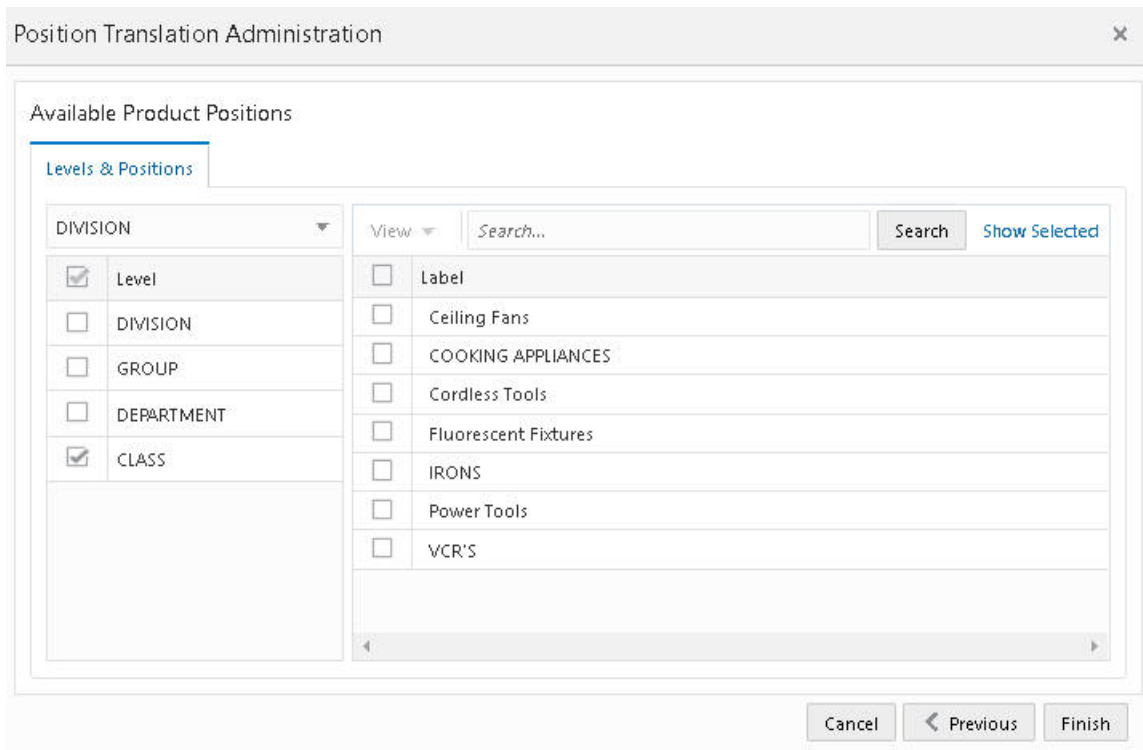 Position Translation Administration
Available Product Positions
Levels & Positions
DIVISION
View Search... Search Show Selected
Level
DIVISION
GROUP
DEPARTMENT
CLASS
Label
Ceiling Fans
COOKING APPLIANCES
Cordless Tools
Fluorescent Fixtures
IRONS
Power Tools
VCR'S
Cancel Previous Finish